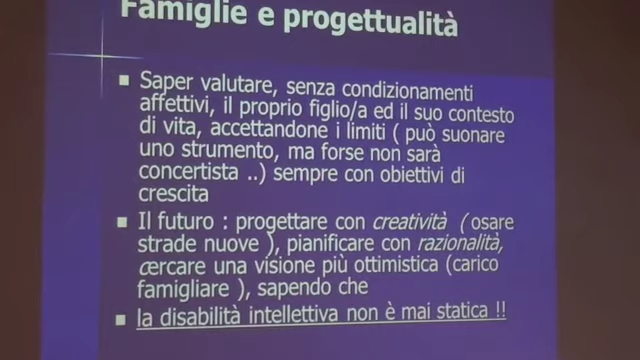 Famiglie e progettualità
Saper valutare, senza condizionamenti
affettivi, il proprio figlio/a ed il suo contesto
di vita, accettandone i limiti ( può suonare
uno strumento, ma forse non sarà
concertista ..) sempre con obiettivi di
crescita
Il futuro : progettare con creatività ( osare
strade nuove ), pianificare con razionalità,
cercare una visione più ottimistica (carico
famigliare ), sapendo che
la disabilità intellettiva non è mai statica !!